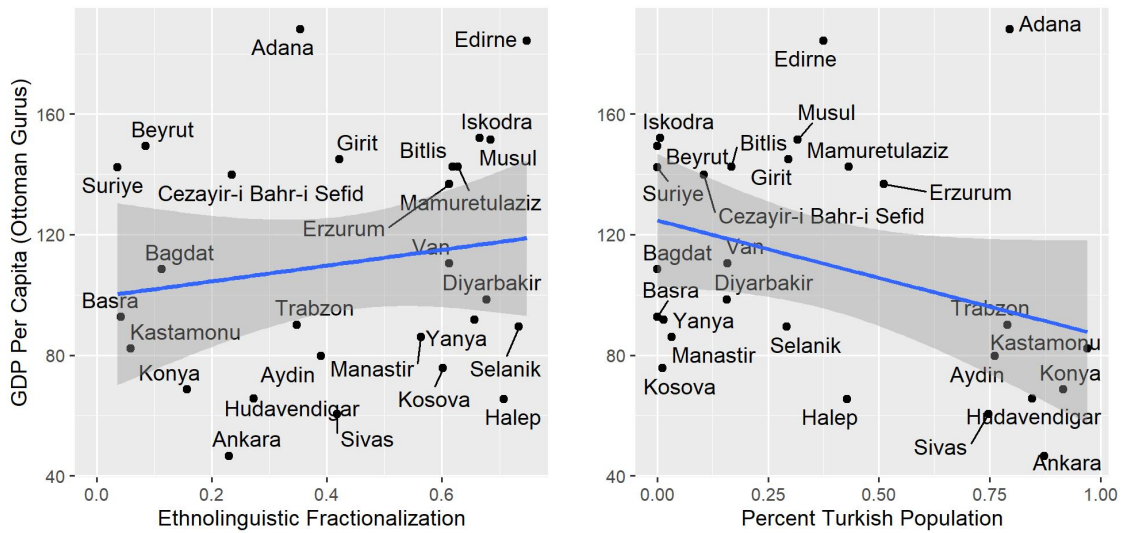 GDP Per Capita (Ottoman Gurus)
160
120
80
40
Adana
Edirne
Beyrut
Girit
Iskodra
Bitlis
Musul
Suriye
Cezayir-i Bahr-i Sefid
Mamuretulaziz
Erzurum
Van
Bagdat
Diyarbakir
Basra
Trabzon
Kastamonu
Yanya
Manastir
Selanik
Konya
Aydin
Kosova
Hudavendigar
Halep
Ankara
Sivas
0.0
0.2
0.4
0.6
Ethnolinguistic Fractionalization
Adana
Edirne
Musul
Iskodra
Bitlis
Mamuretulaziz
Beyrut
Girit
Suriye
Erzurum
Cezayir-i Bahr-i Sefid
Bagdat
Van
Diyarbakir
Basra
Trabzon
Yanya
Selanik
Kastamonu
Manastir
Aydin
Konya
Kosova
Halep
Hudavendigar
Sivas
Ankara
0.00
0.25
0.50
0.75
1.00
Percent Turkish Population